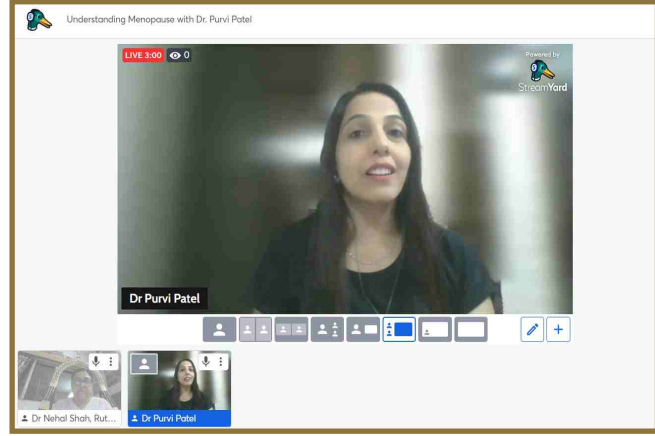 Understanding Menopause with Dr. Purvi Patel
LIVE 3:00 0
Powered by
StreamYard
Dr Purvi Patel
Dr Nehal Shah, Rut...
Dr Purvi Patel